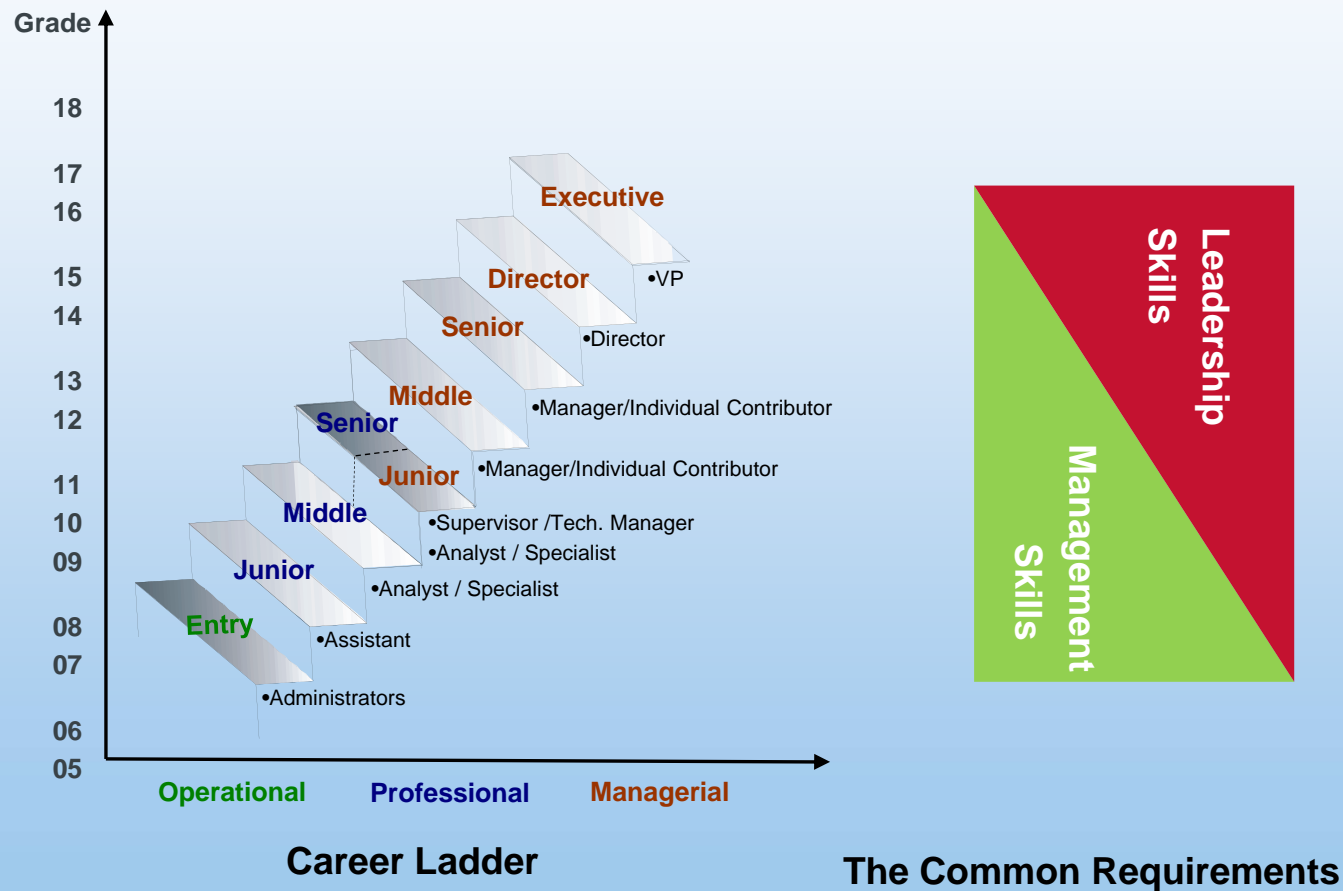 Grade
18
17
16
15
14
13
12
11
10
09
08
07
06
05
Executive
•VP
Director
•Director
Senior
•Manager/Individual Contributor
Middle
•Manager/Individual Contributor
Senior
Junior
•Supervisor /Tech. Manager
•Analyst / Specialist
Middle
•Analyst / Specialist
Junior
•Assistant
Entry
•Administrators
Operational
Professional
Managerial
Career Ladder
Leadership
Skills
Management
Skills
The Common Requirements